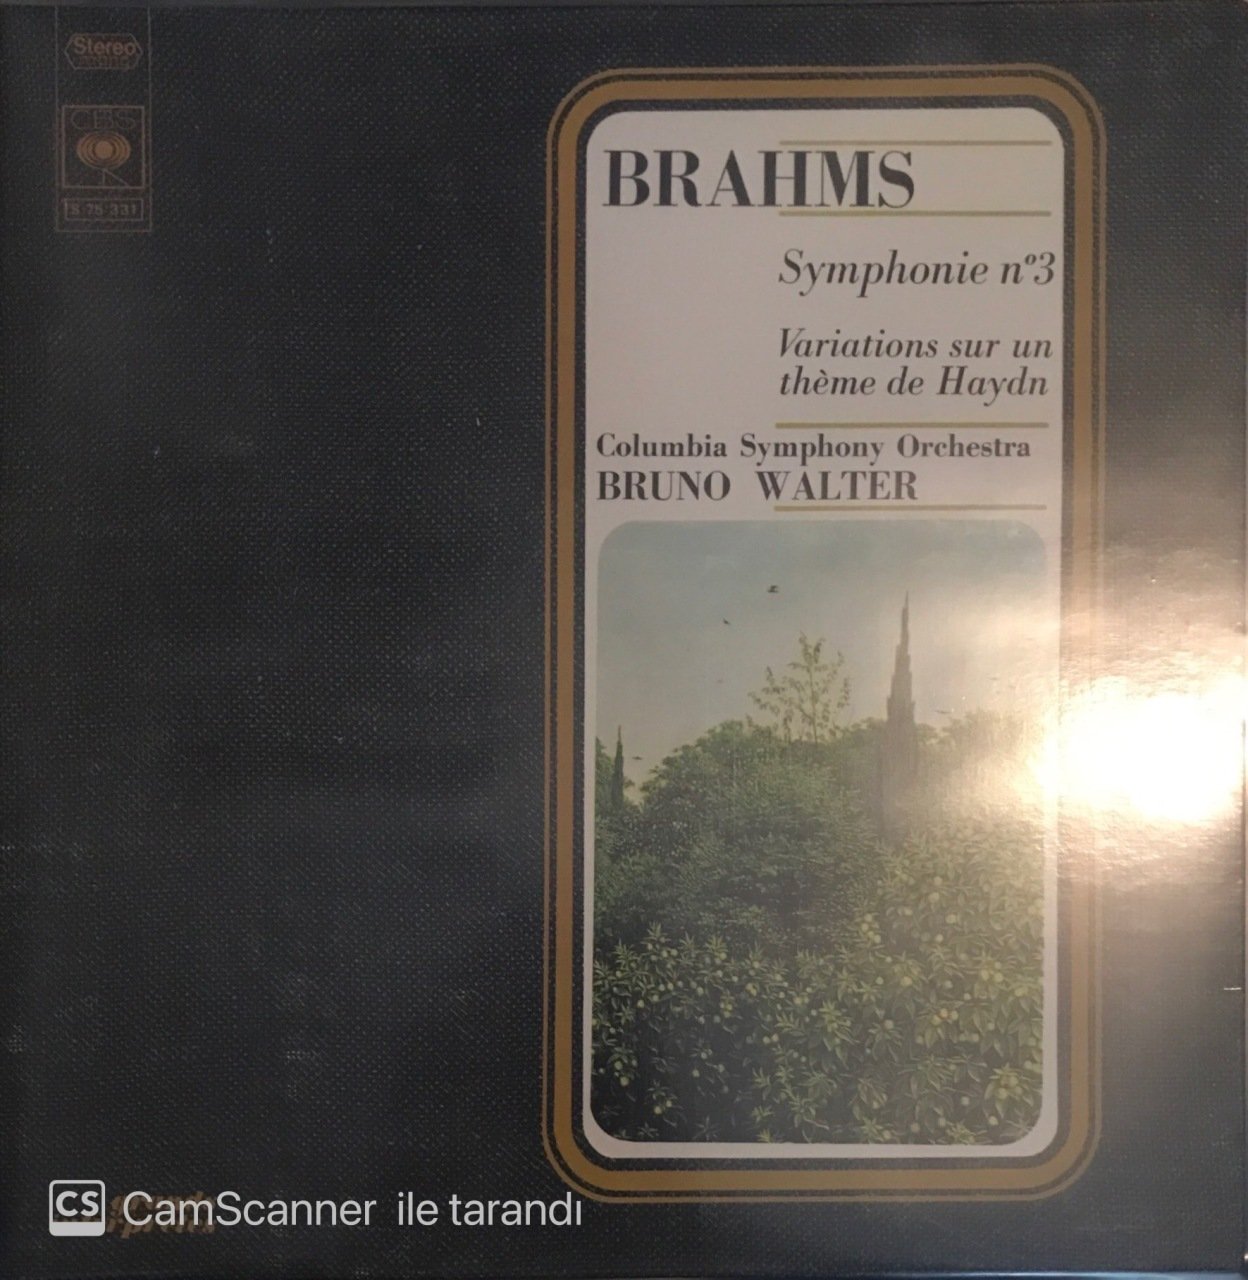 Stereo
CBS
S 75 331
BRAHMS
Symphonie nº3
Variations sur un
thème de Haydn
Columbia Symphony Orchestra
BRUNO WALTER
CS CamScanner ile tarandı